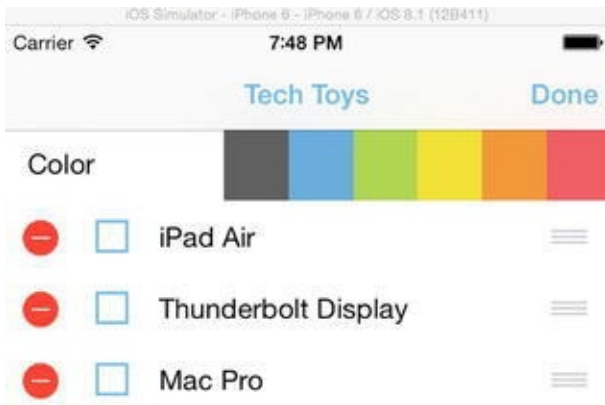 iOS Simulator - iPhone 6 - iPhone 6 / iOS 8.1 (12B411)
Carrier 7:48 PM
Tech Toys Done
Color
iPad Air
Thunderbolt Display
Mac Pro